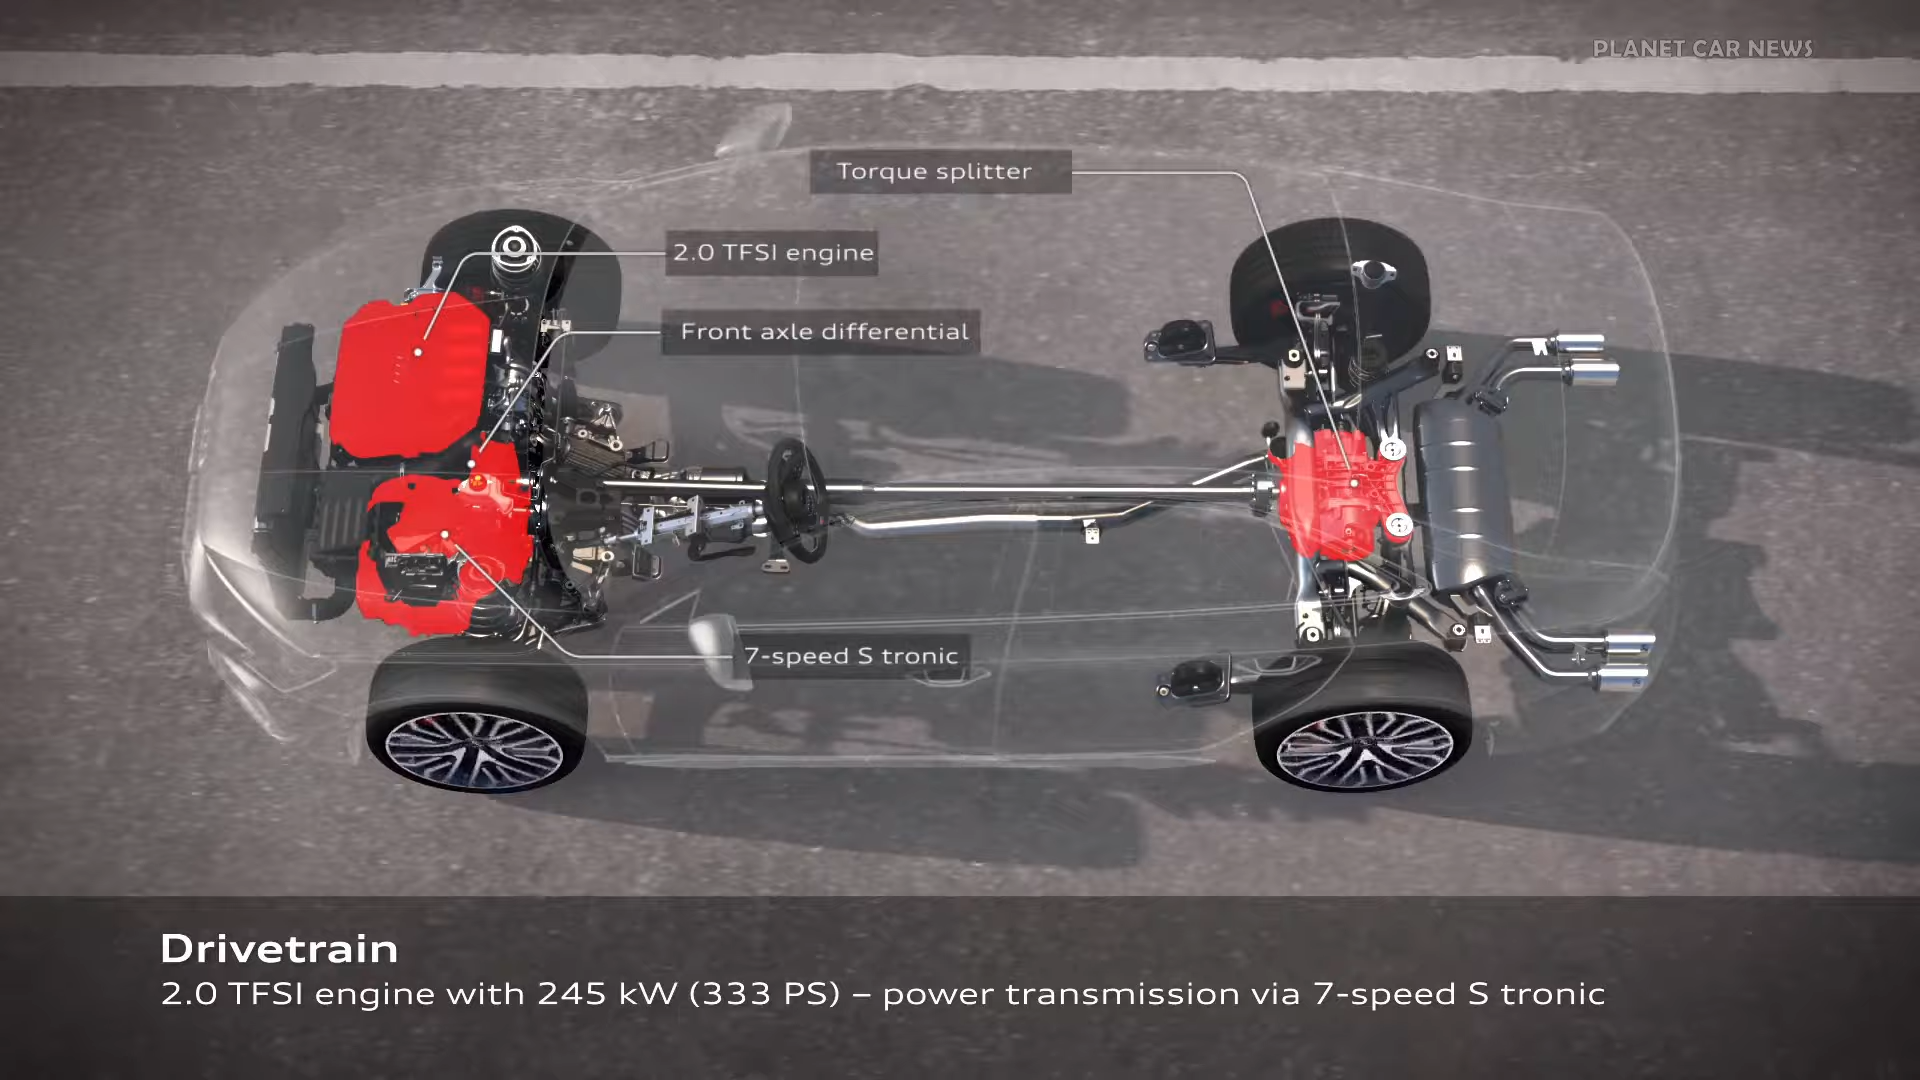 PLANET CAR NEWS
Torque splitter
2.0 TFSI engine
Front axle differential
7-speed S tronic
Drivetrain
2.0 TFSI engine with 245 kW (333 PS) – power transmission via 7-speed S tronic